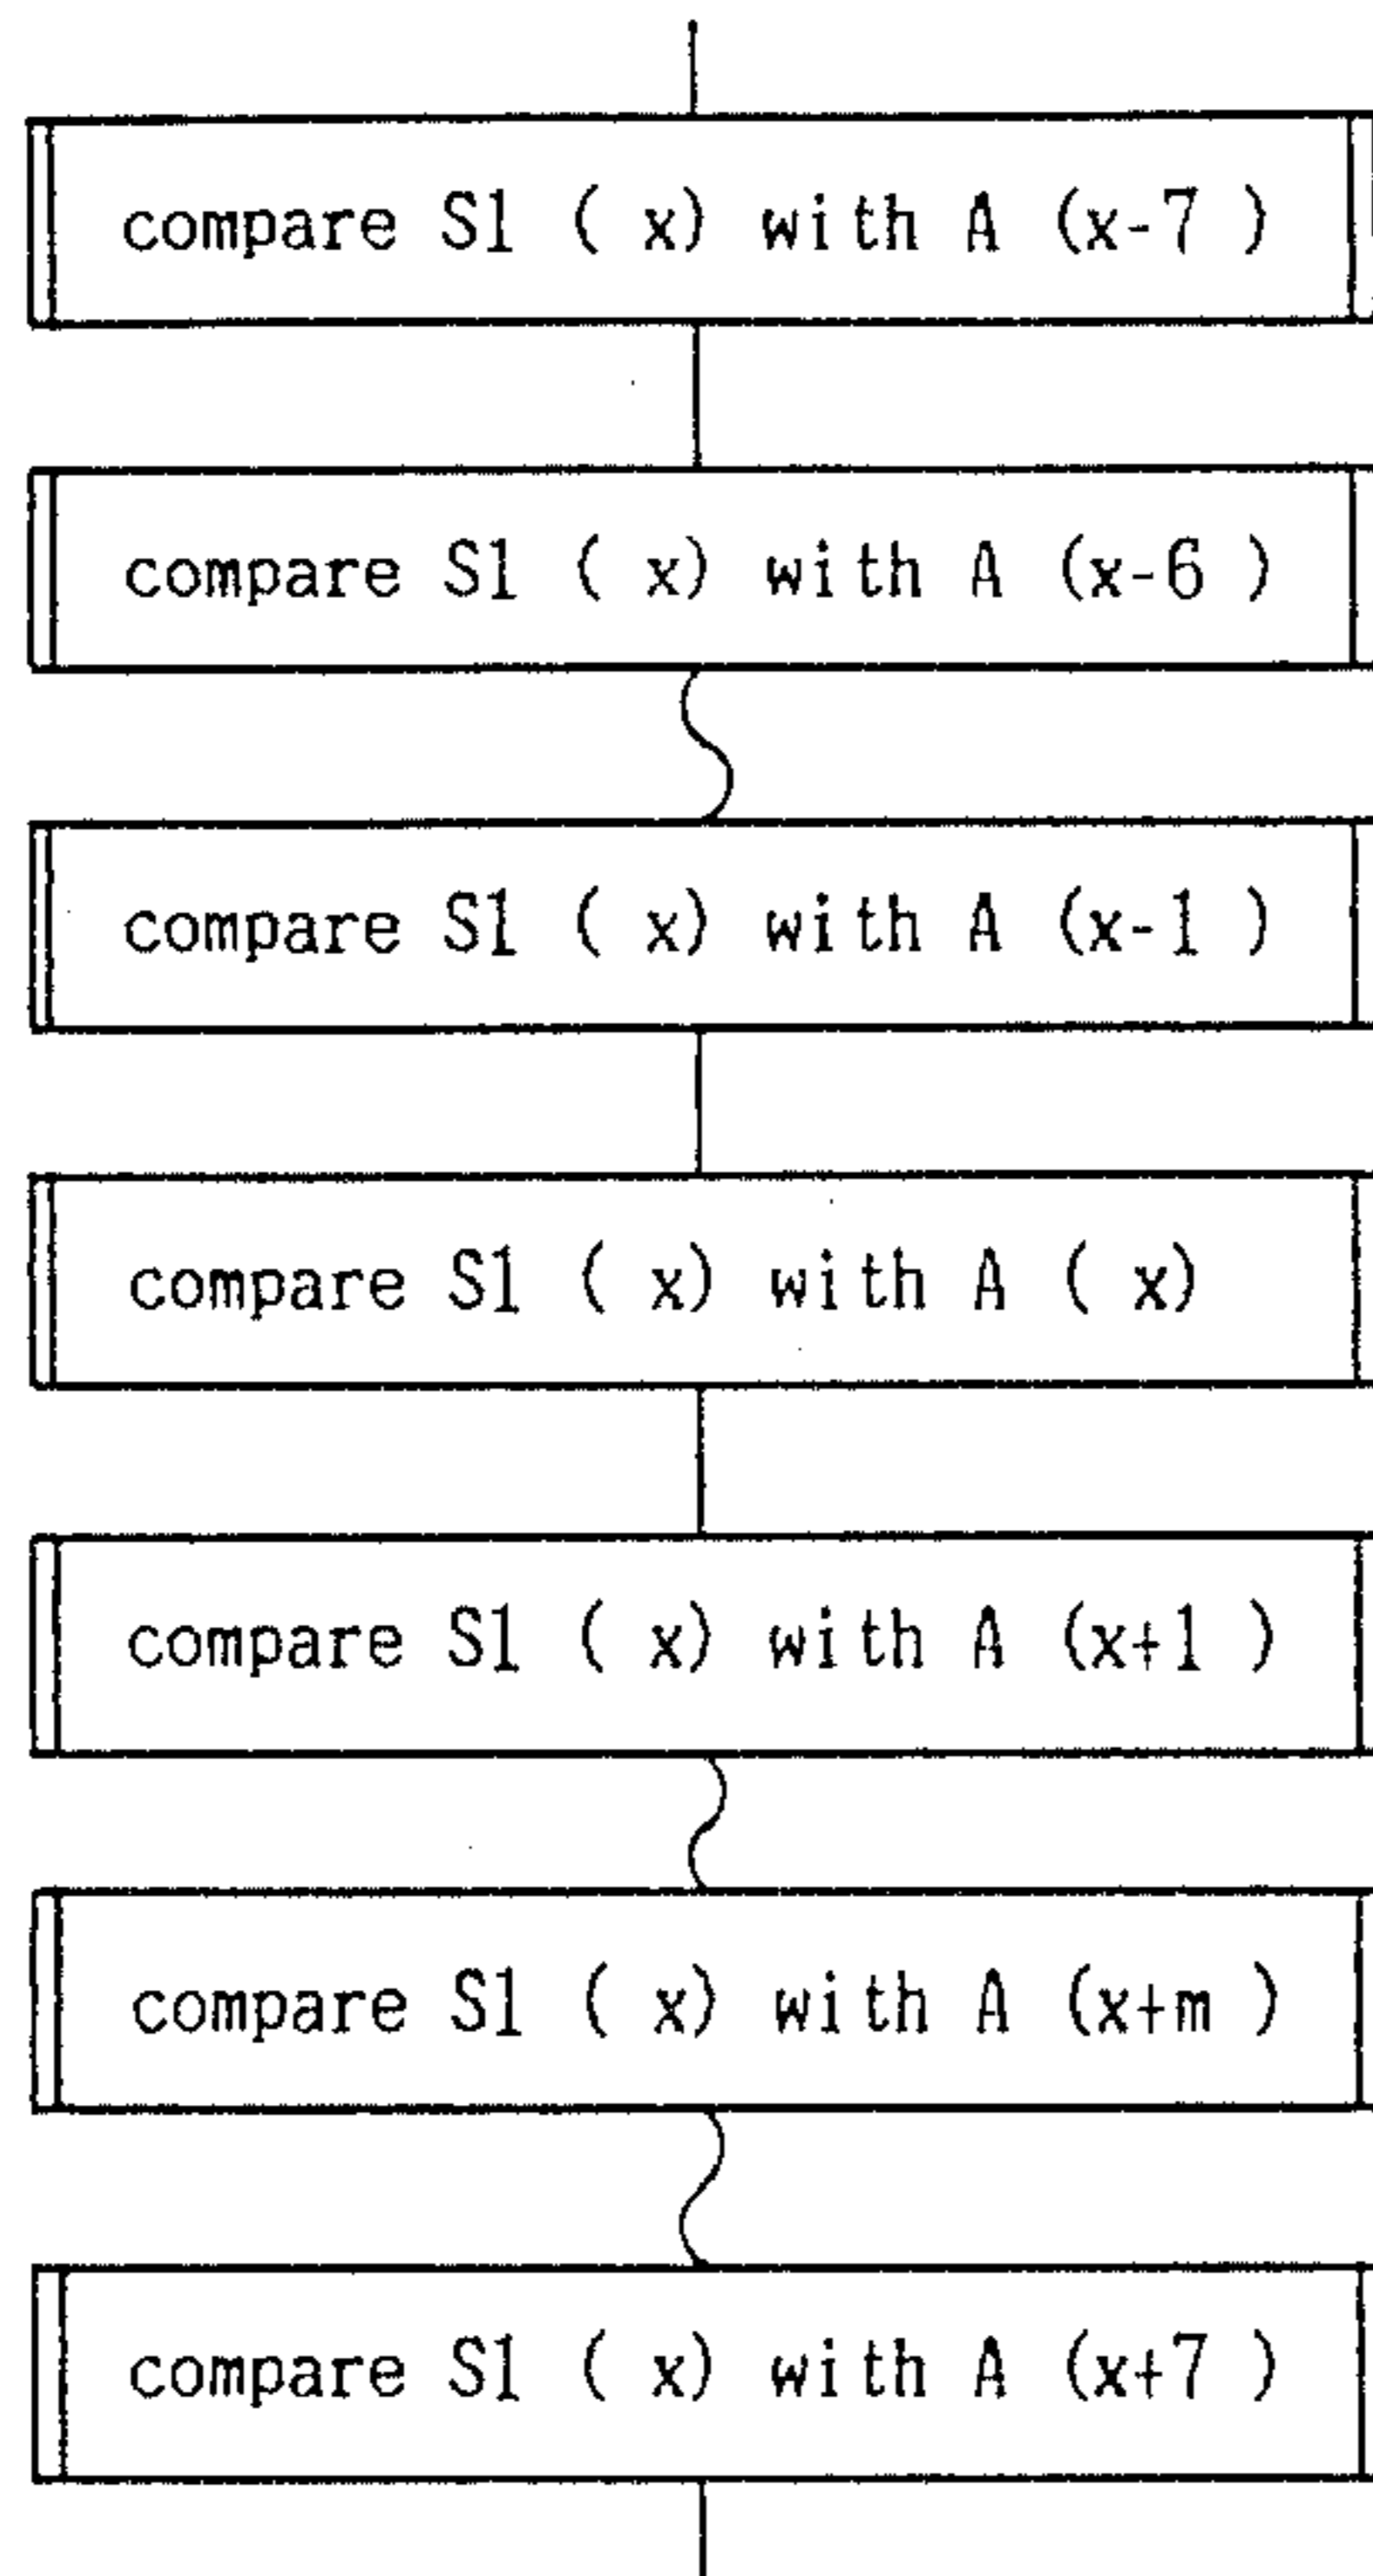 compare S1 ( x) with A (x-7 )
compare S1 ( x) with A (x-6 )
compare S1 ( x) with A (x-1 )
compare S1 ( x) with A ( x)
compare S1 ( x) with A (x+1 )
compare S1 ( x) with A (x+m )
compare S1 ( x) with A (x+7 )